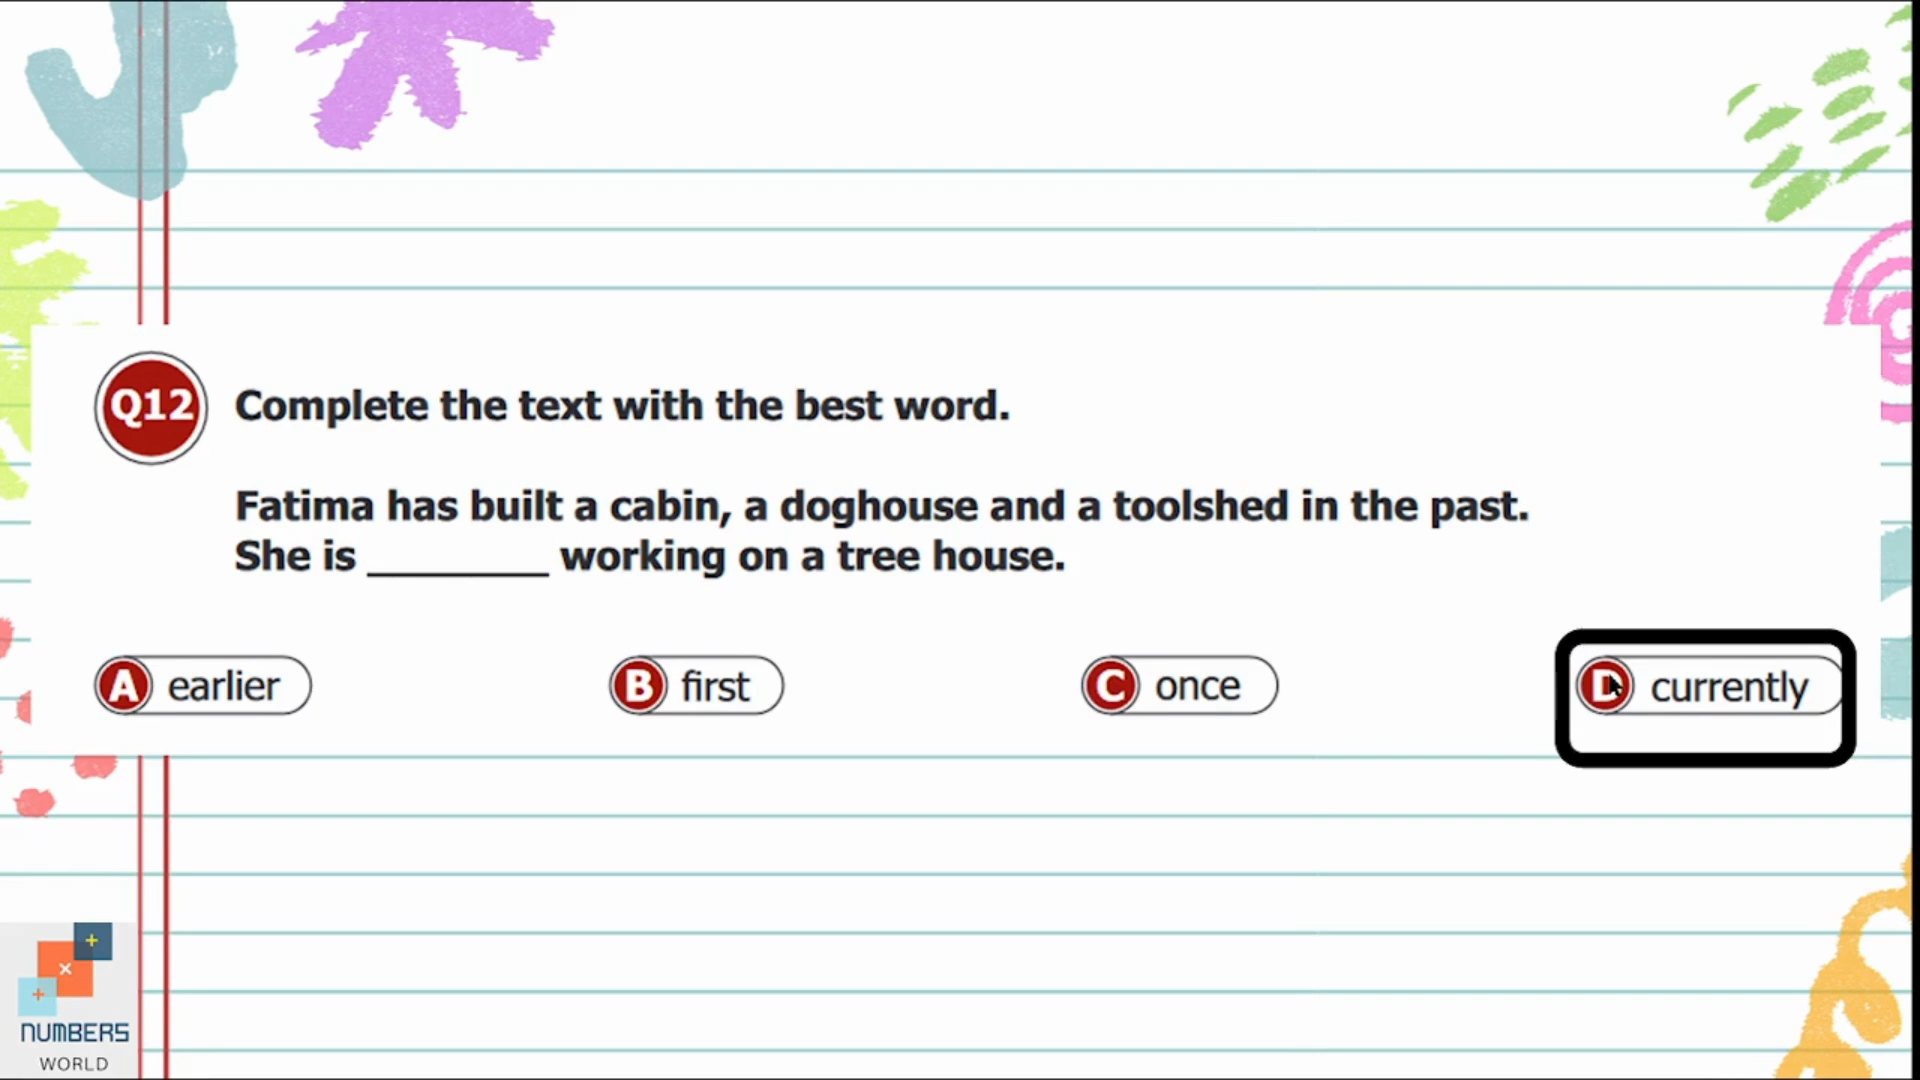 Q12 Complete the text with the best word.
Fatima has built a cabin, a doghouse and a toolshed in the past.
She is ________ working on a tree house.
A earlier B first C once D currently
NUMBERS
WORLD